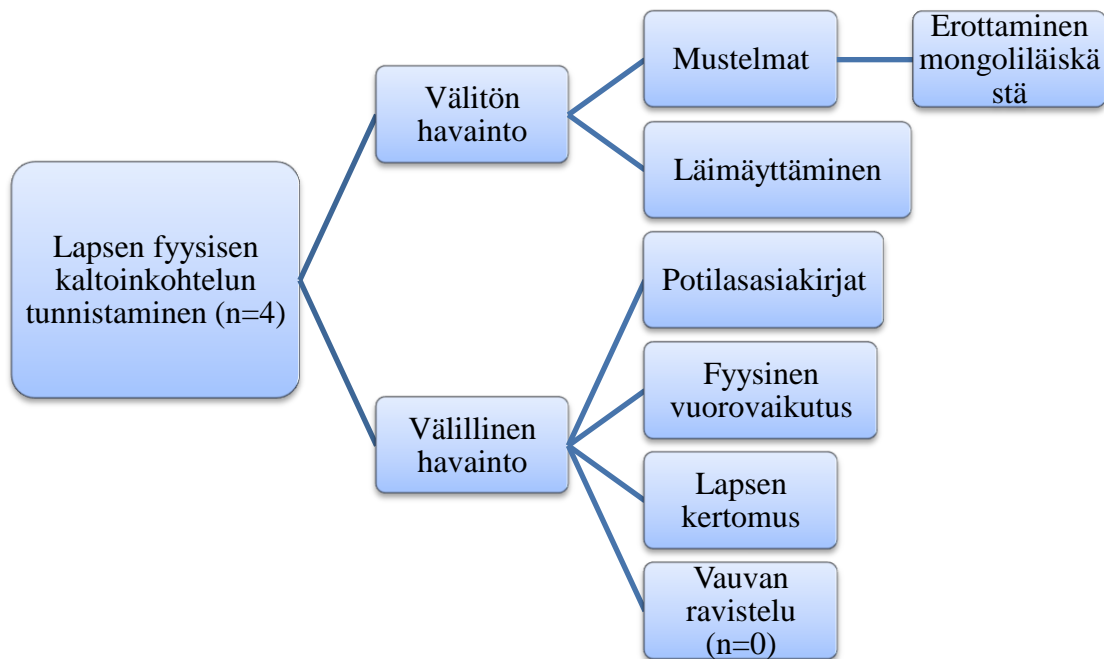 Lapsen fyysisen
kaltoinkohtelun
tunnistaminen (n=4)
Välitön
havainto
Mustelmat
Erottaminen
mongoliläiskä
stä
Läimäyttäminen
Välillinen
havainto
Potilasasiakirjat
Fyysinen
vuorovaikutus
Lapsen
kertomus
Vauvan
ravistelu
(n=0)